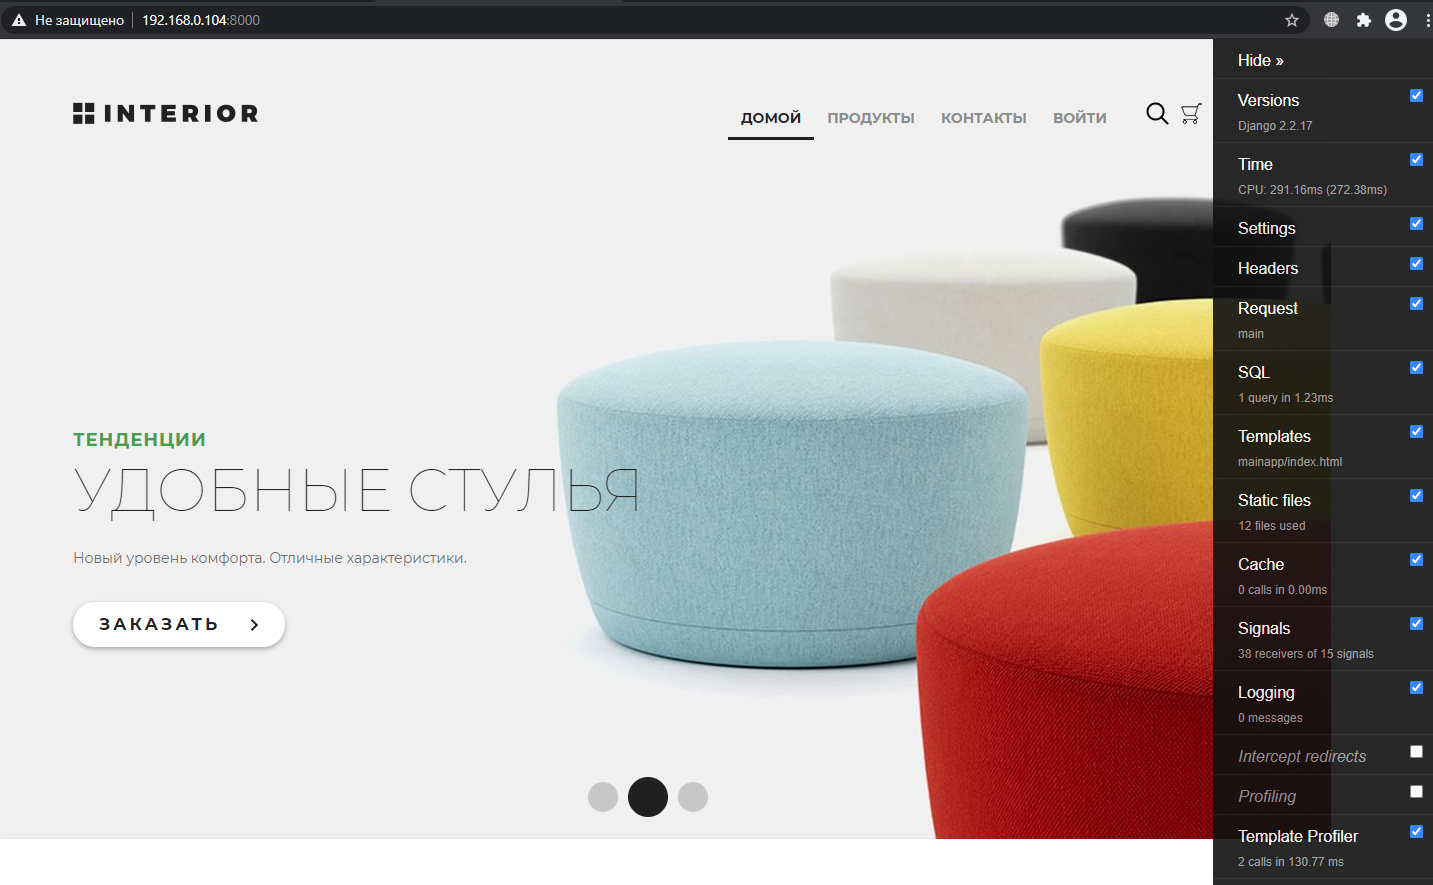 Не защищено
192.168.0.104:8000
INTERIOR
ДОМОЙ ПРОДУКТЫ КОНТАКТЫ ВОЙТИ
ТЕНДЕНЦИИ
УДОБНЫЕ СТУЛЬЯ
Новый уровень комфорта. Отличные характеристики.
ЗАКАЗАТЬ
Hide »
Versions
Django 2.2.17
Time
CPU: 291.16ms (272.38ms)
Settings
Headers
Request
main
SQL
1 query in 1.23ms
Templates
mainapp/index.html
Static files
12 files used
Cache
0 calls in 0.00ms
Signals
38 receivers of 15 signals
Logging
0 messages
Intercept redirects
Profiling
Template Profiler
2 calls in 130.77 ms